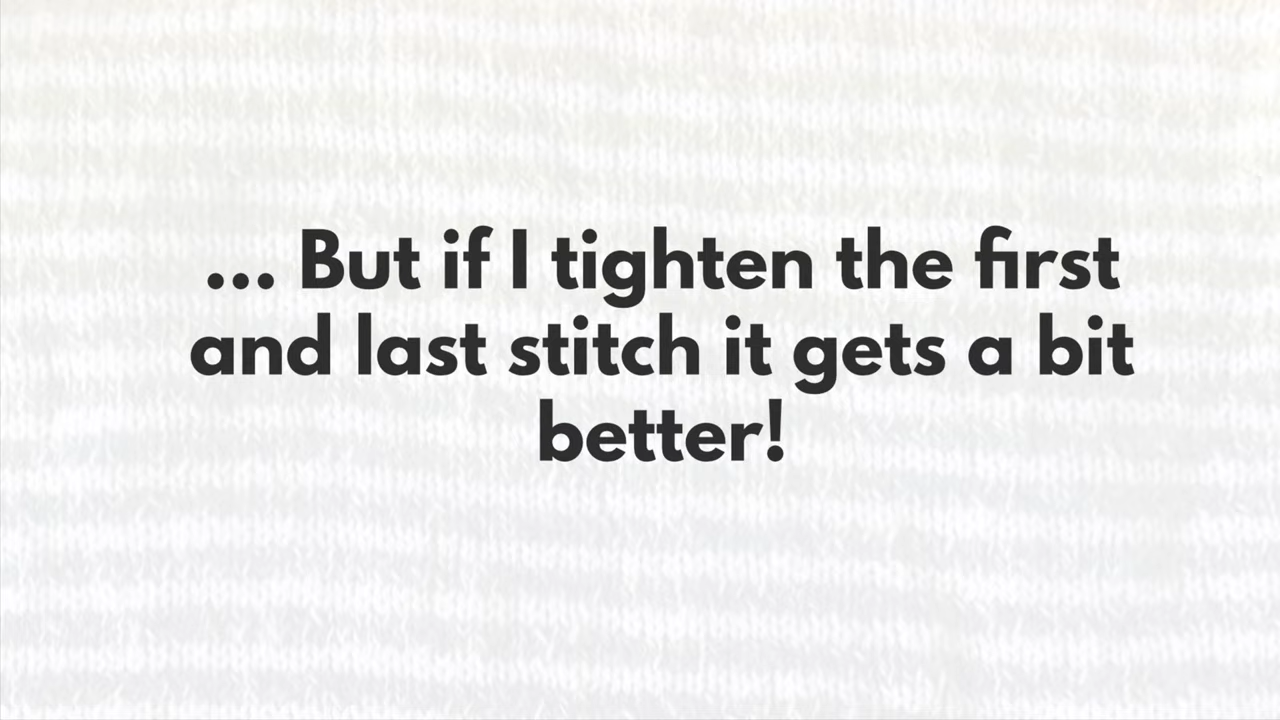 ... But if I tighten the first
and last stitch it gets a bit
better!